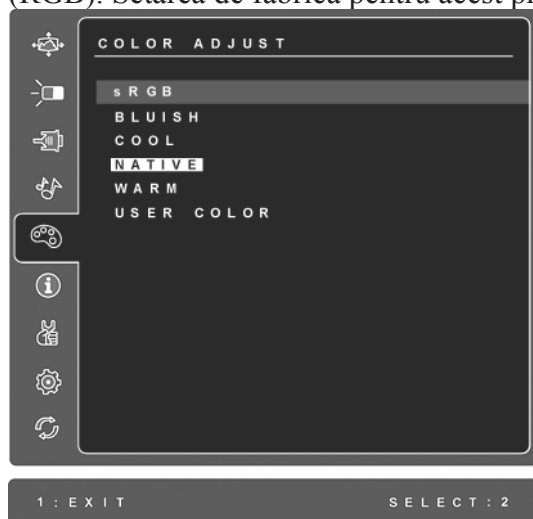 (RGB). Setarea de fabrică pentru acest
COLOR ADJUST
sRGB
BLUISH
COOL
NATIVE
WARM
USER COLOR
1:EXIT SELECT:2